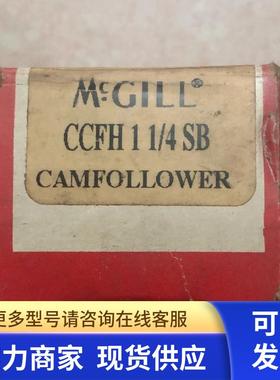 McGILL®
CCFH 1 1/4 SB
CAMFOLLOWER
更多型号请咨询在线客服
力商家 现货供应
可
发